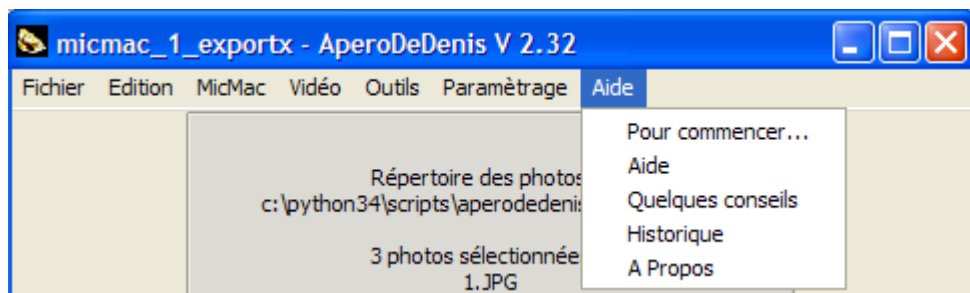 micmac_1_exportx - AperoDeDenis V 2.32
Fichier Edition MicMac Vidéo Outils Paramètrage Aide
Pour commencer...
Aide
Quelques conseils
Historique
A Propos
Répertoire des photos
c:\python34\scripts\aperodedenis
3 photos sélectionnée
1.JPG